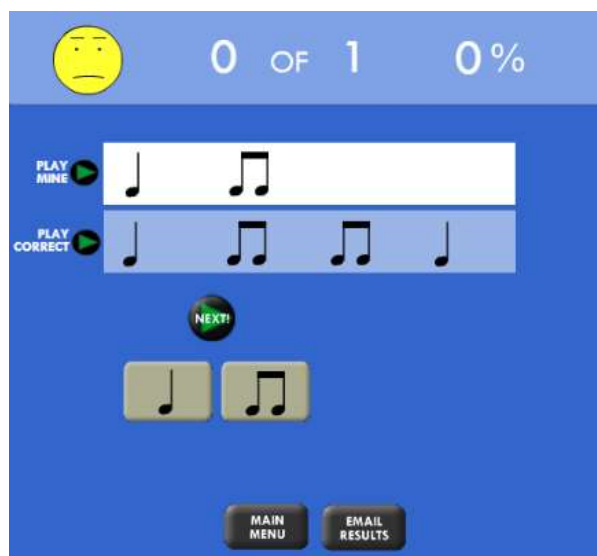 0 OF 1 0%
PLAY
MINE
PLAY
CORRECT
NEXT!
MAIN
MENU
EMAIL
RESULTS